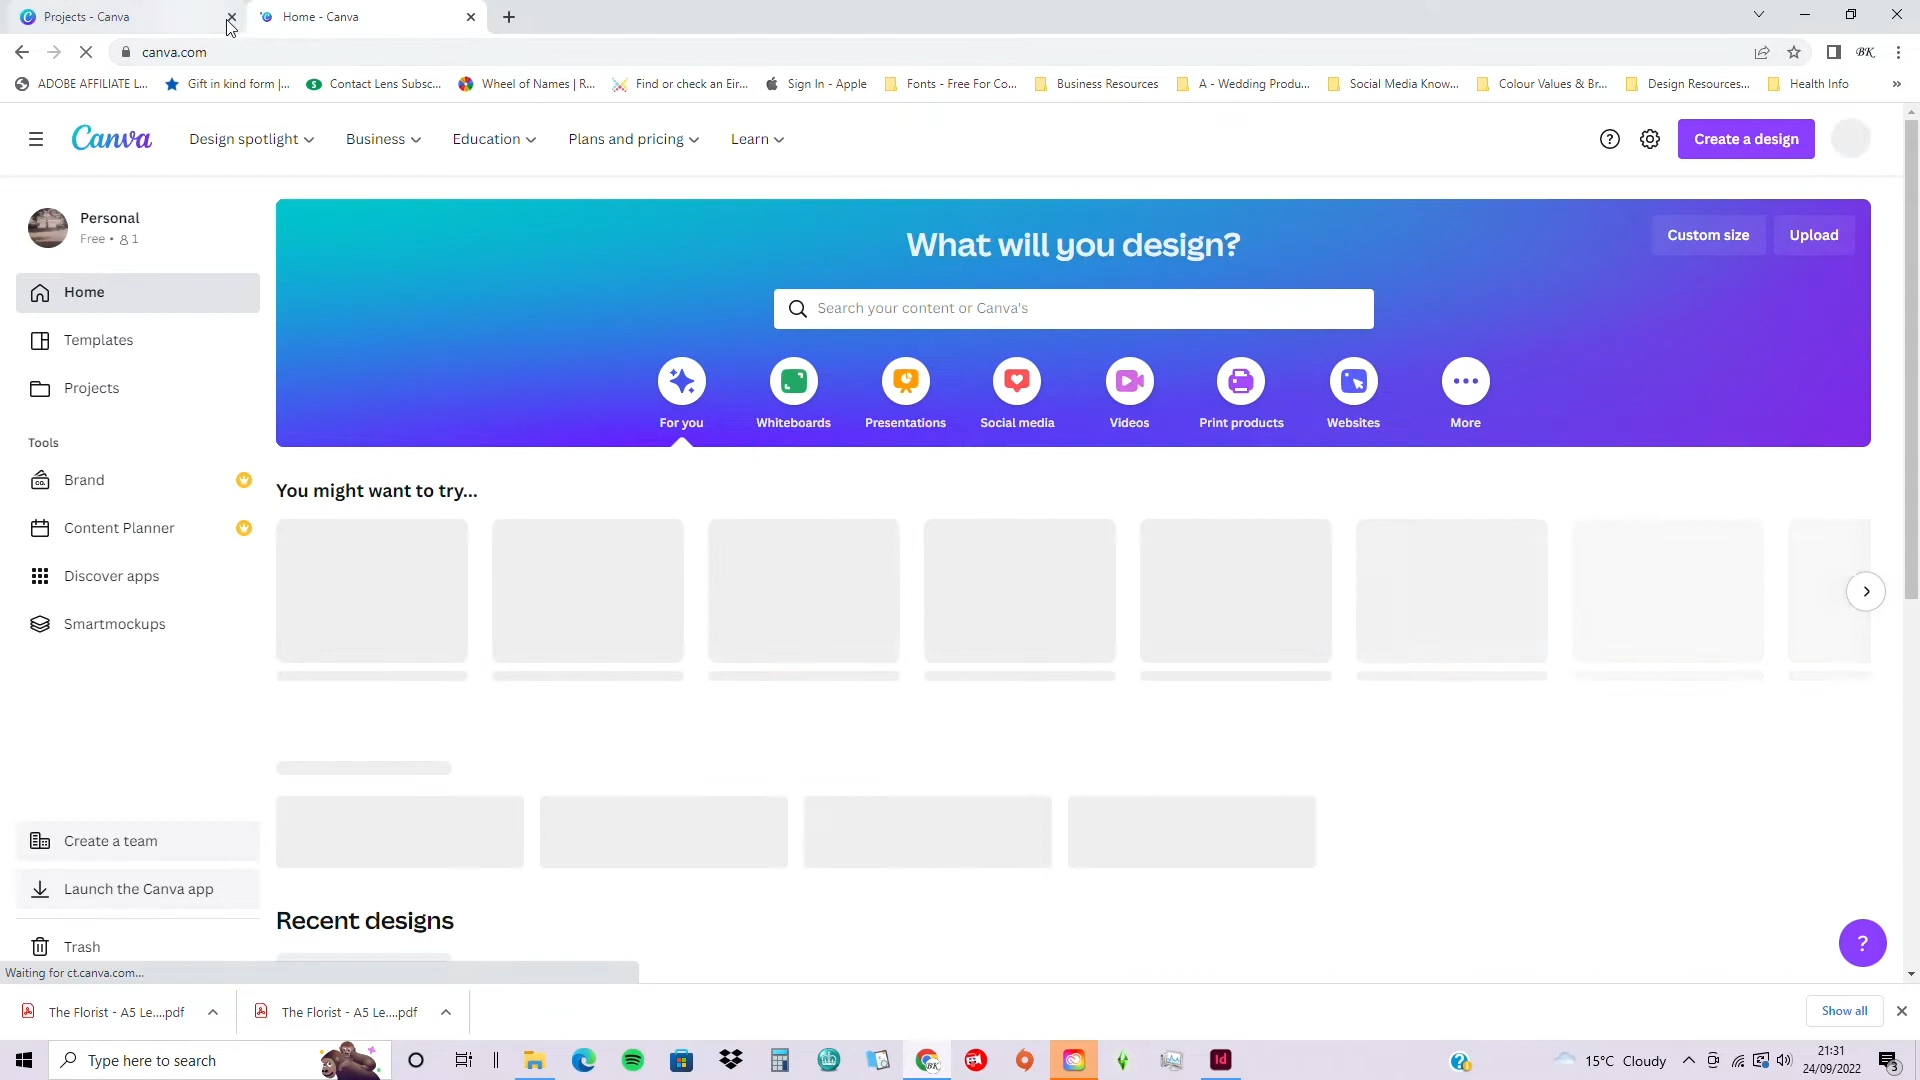 Projects - Canva
Home - Canva
canva.com
BK
ADOBE AFFILIATE L...
Gift in kind form |...
Contact Lens Subsc...
Wheel of Names | R...
Find or check an Eir...
Sign In - Apple
Fonts - Free For Co...
Business Resources
A - Wedding Produ...
Social Media Know...
Colour Values & Br...
Design Resources...
Health Info
»
Canva
Design spotlight
Business
Education
Plans and pricing
Learn
?
Create a design
Personal
Free • 1
What will you design?
Custom size
Upload
Home
Search your content or Canva's
Templates
Projects
For you
Whiteboards
Presentations
Social media
Videos
Print products
Websites
More
Tools
Brand
CO.
You might want to try...
Content Planner
Discover apps
Smartmockups
Create a team
Launch the Canva app
Recent designs
Trash
?
Waiting for ct.canva.com...
The Florist - A5 Le....pdf
The Florist - A5 Le....pdf
Show all
Type here to search
BK
Id
15°C Cloudy
21:31
24/09/2022
3